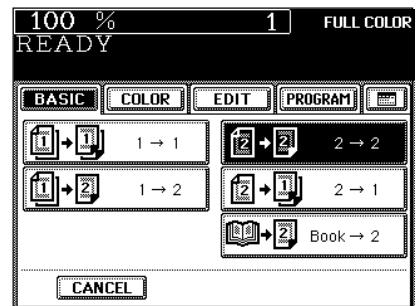 100 % 1 FULL COLOR
READY
BASIC COLOR EDIT PROGRAM
1 → 1 2 → 2
1 → 2 2 → 1
Book → 2
CANCEL